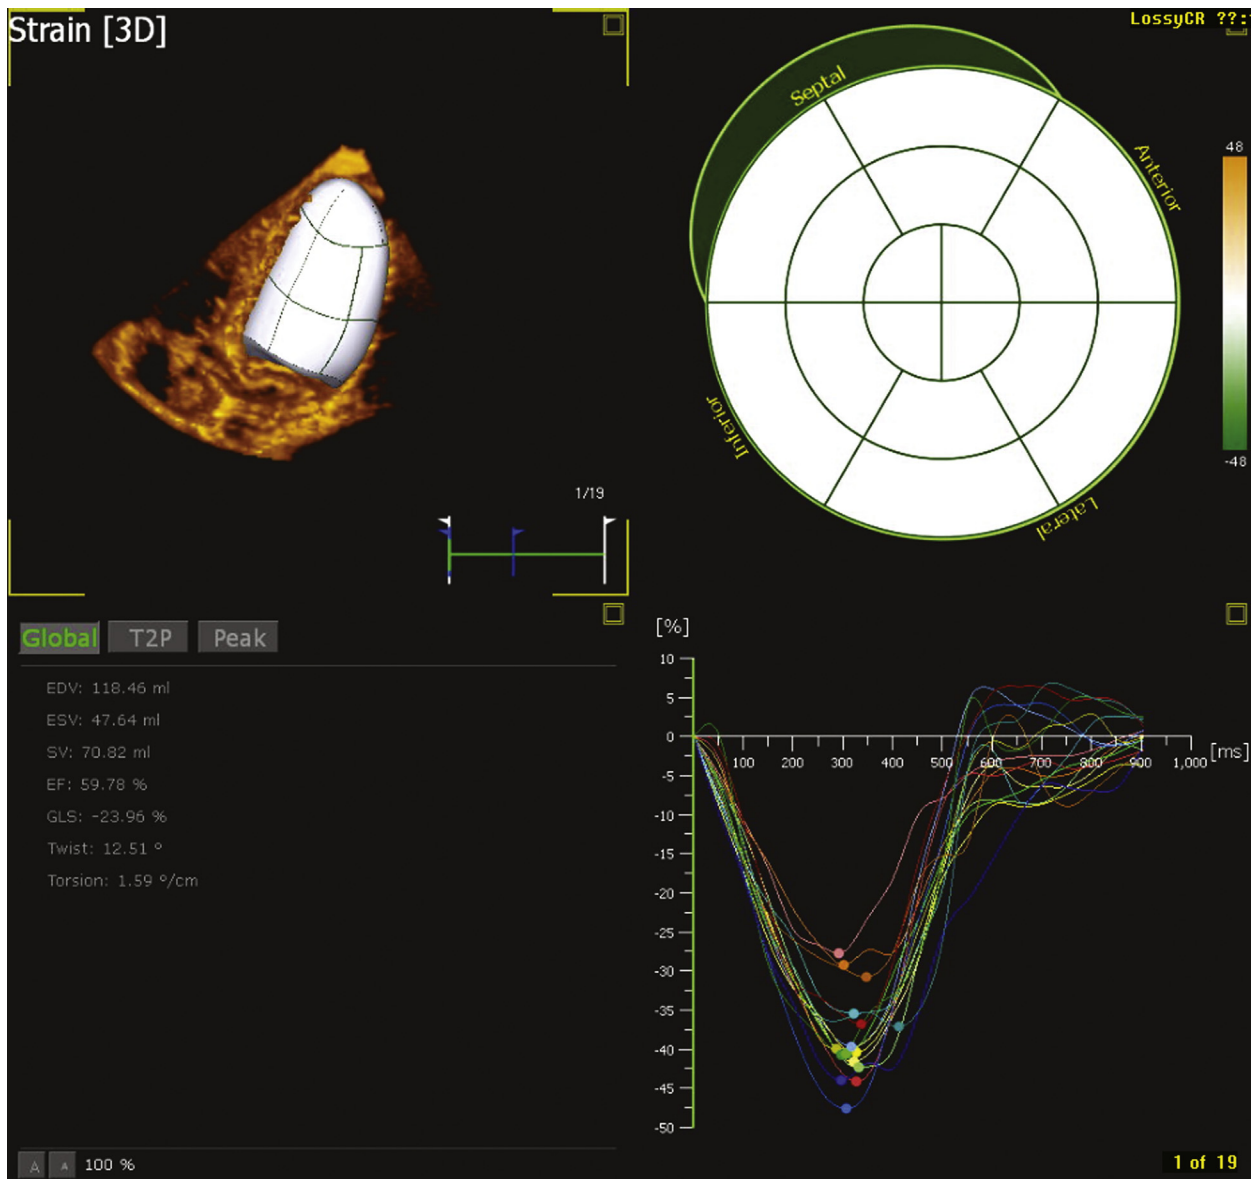 Strain [3D]
LossyCR ??:
Septal
Anterior
Inferior
Lateral
48
-48
1/19
Global T2P Peak
EDV: 118.46 ml
ESV: 47.64 ml
SV: 70.82 ml
EF: 59.78 %
GLS: -23.96 %
Twist: 12.51 º
Torsion: 1.59 º/cm
A A 100 %
[%]
10
5
0
-5
-10
-15
-20
-25
-30
-35
-40
-45
-50
100 200 300 400 500 600 700 800 900 1,000 [ms]
1 of 19